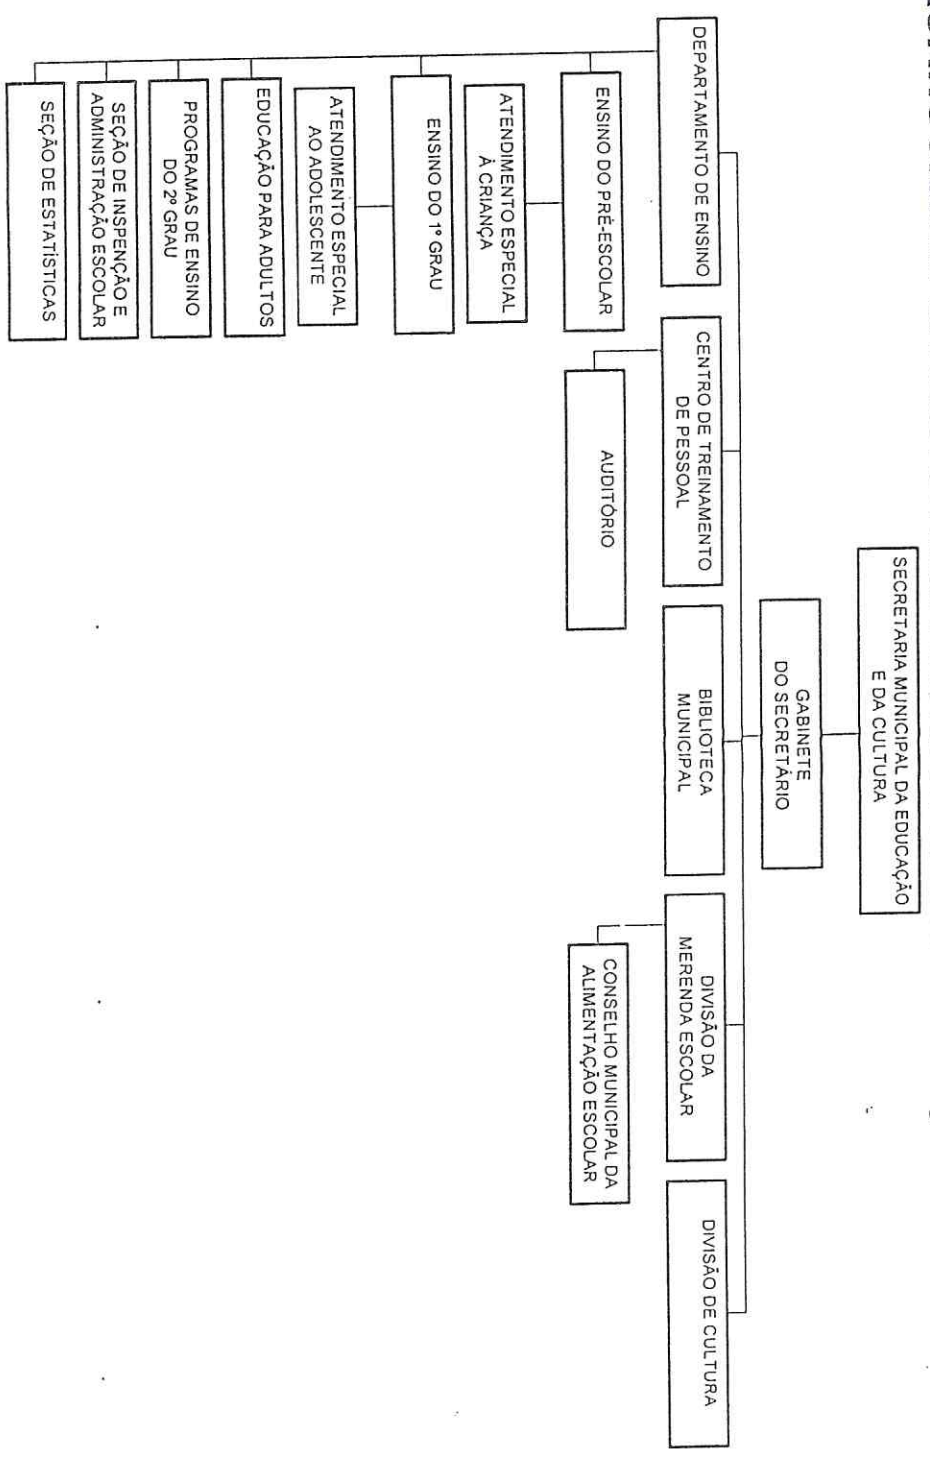 SECRETARIA MUNICIPAL DA EDUCAÇÃO
E DA CULTURA
GABINETE
DO SECRETÁRIO
DEPARTAMENTO DE ENSINO
CENTRO DE TREINAMENTO
DE PESSOAL
BIBLIOTECA
MUNICIPAL
DIVISÃO DA
MERENDA ESCOLAR
DIVISÃO DE CULTURA
ENSINO DO PRÉ-ESCOLAR
AUDITÓRIO
CONSELHO MUNICIPAL DA
ALIMENTAÇÃO ESCOLAR
ATENDIMENTO ESPECIAL
À CRIANÇA
ENSINO DO 1º GRAU
ATENDIMENTO ESPECIAL
AO ADOLESCENTE
EDUCAÇÃO PARA ADULTOS
PROGRAMAS DE ENSINO
DO 2º GRAU
SEÇÃO DE INSPENÇÃO E
ADMINISTRAÇÃO ESCOLAR
SEÇÃO DE ESTATÍSTICAS